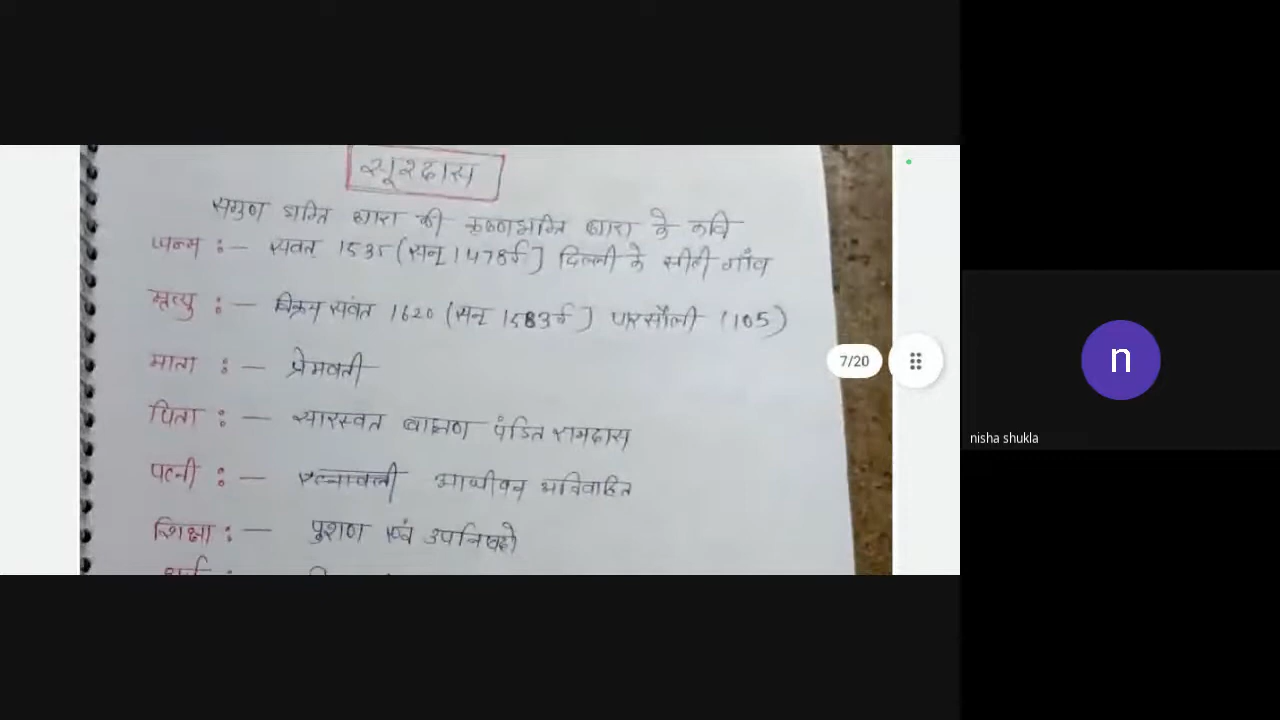 सूरदास
सगुण भक्ति धारा की कृष्णभक्ति धारा के कवि
जन्म :- संवत् 1535 (सन् 1478ई) दिल्ली के सीही गाँव
मृत्यु :- विक्रम संवत 1620 (सन् 1583ई) पारसौली (105)
माता :- प्रेमवती
पिता :- सारस्वत ब्राह्मण पंडित रामदास
पत्नी :- रत्नावली आजीवन अविवाहित
शिक्षा :- पुराण एवं उपनिषदो
7/20
n
nisha shukla